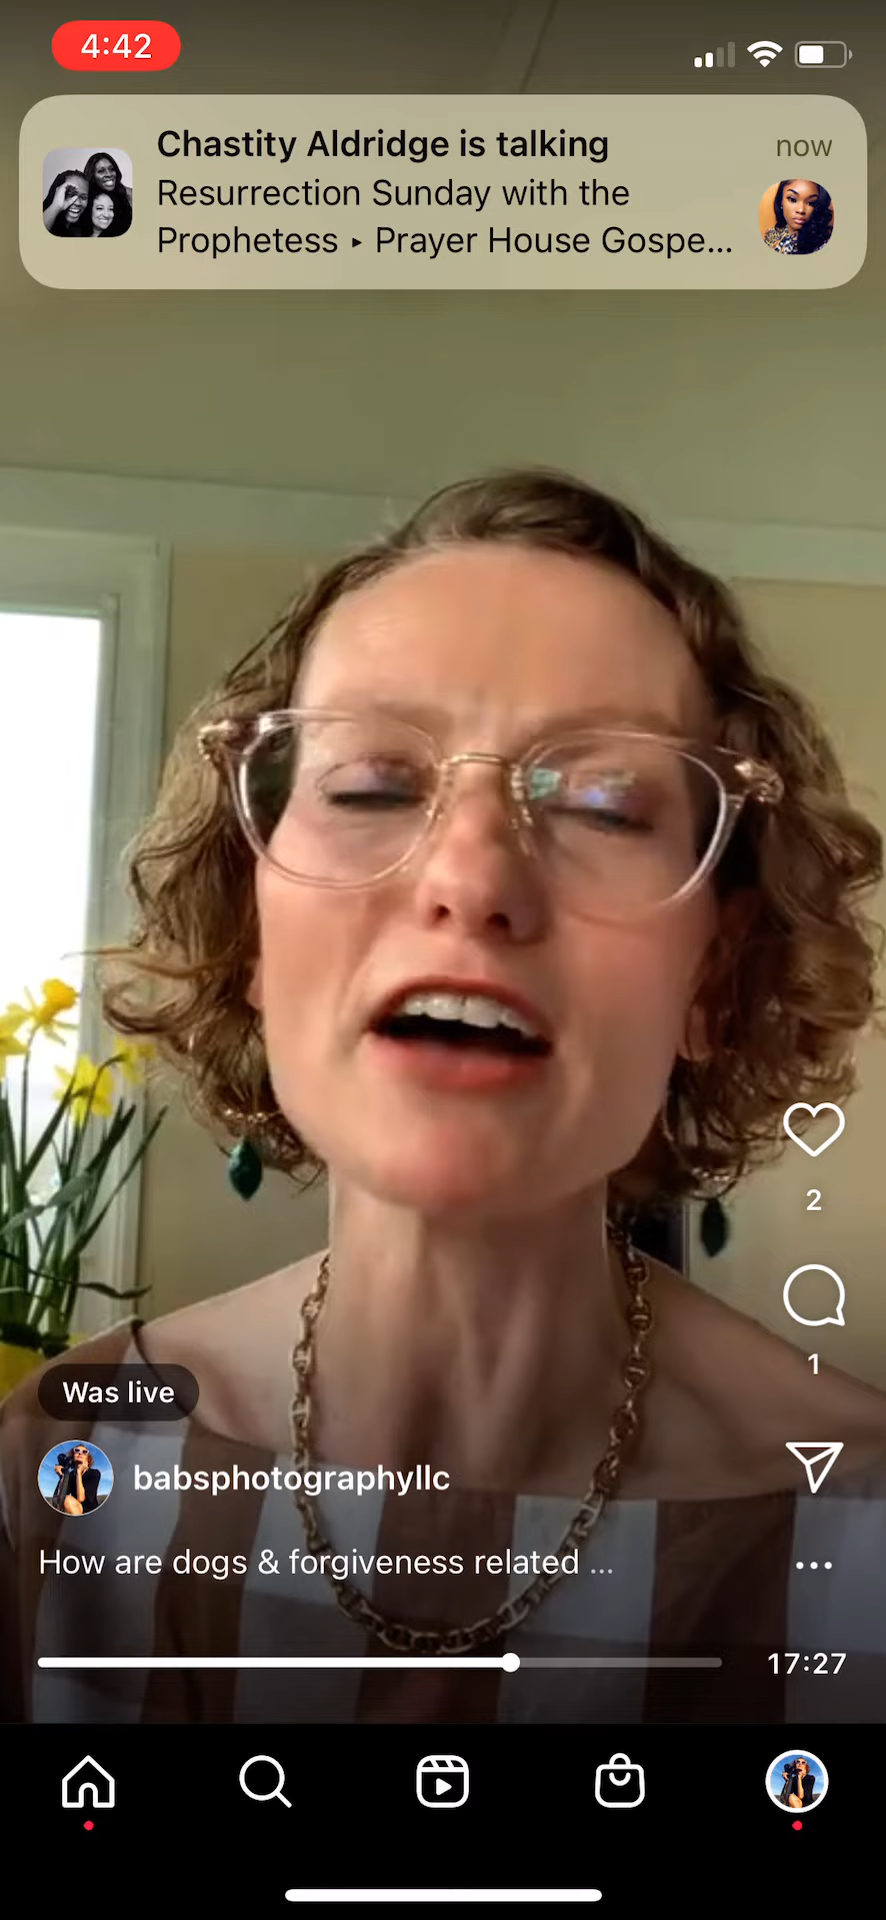 4:42
Chastity Aldridge is talking
now
Resurrection Sunday with the
Prophetess ▸ Prayer House Gospe...
2
1
Was live
babsphotographyllc
How are dogs & forgiveness related ...
17:27